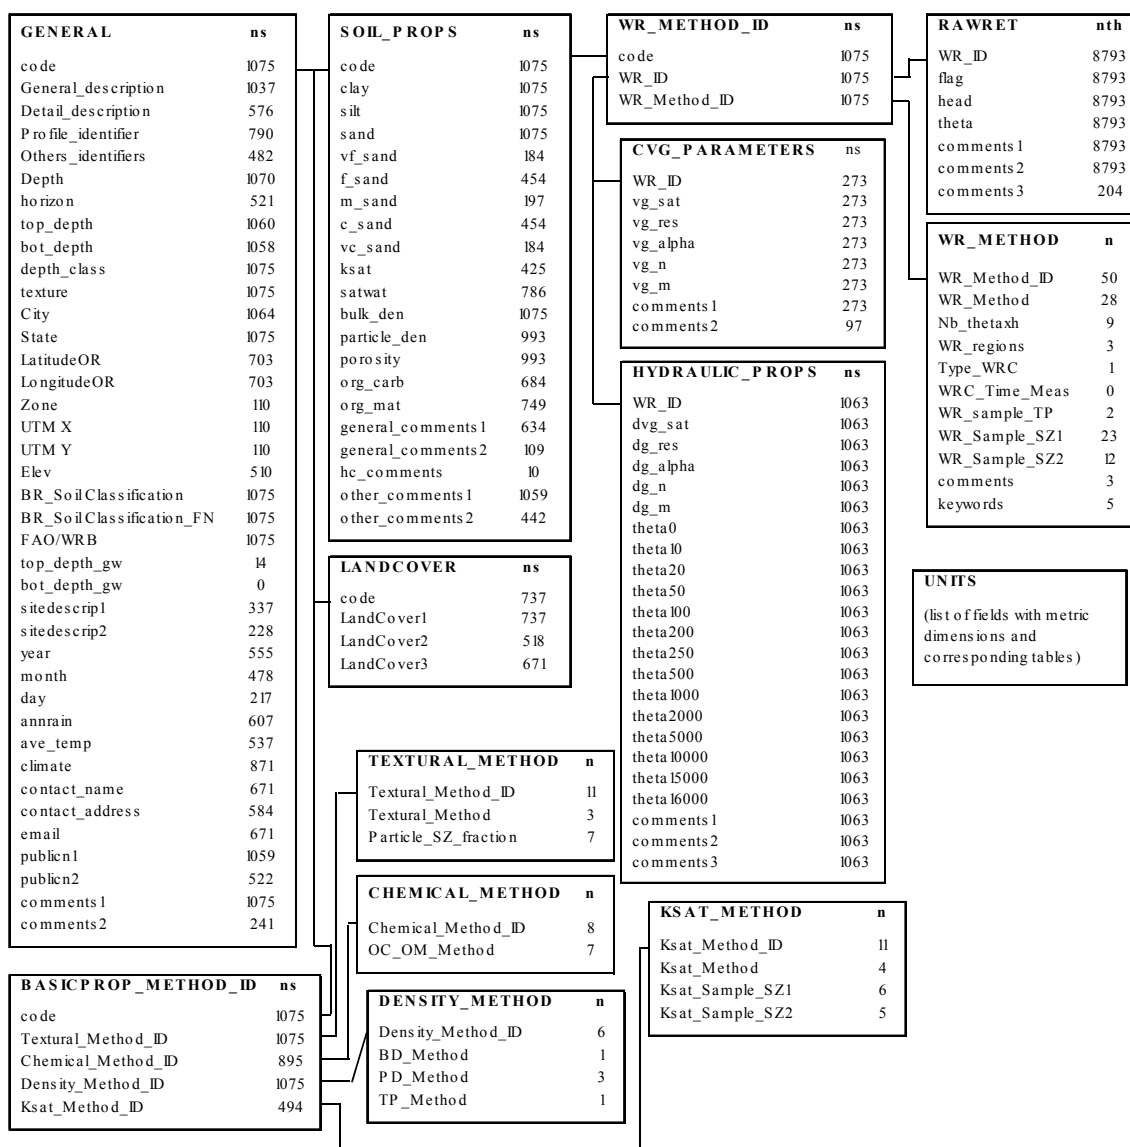 GENERAL ns
code 1075
General_description 1037
Detail_description 576
Profile_identifier 790
Others_identifiers 482
Depth 1070
horizon 521
top_depth 1060
bot_depth 1058
depth_class 1075
texture 1075
City 1064
State 1075
LatitudeOR 703
LongitudeOR 703
Zone 110
UTM X 110
UTM Y 110
Elev 510
BR_SoilClassification 1075
BR_SoilClassification_FN 1075
FAO/WRB 1075
top_depth_gw 14
bot_depth_gw 0
sitedescrip1 337
sitedescrip2 228
year 555
month 478
day 217
annrain 607
ave_temp 537
climate 871
contact_name 671
contact_address 584
email 671
publicn1 1059
publicn2 522
comments1 1075
comments2 241
BASICPROP_METHOD_ID ns
code 1075
Textural_Method_ID 1075
Chemical_Method_ID 895
Density_Method_ID 1075
Ksat_Method_ID 494
SOIL_PROPS ns
code 1075
clay 1075
silt 1075
sand 1075
vf_sand 184
f_sand 454
m_sand 197
c_sand 454
vc_sand 184
ksat 425
satwat 786
bulk_den 1075
particle_den 993
porosity 993
org_carb 684
org_mat 749
general_comments1 634
general_comments2 109
hc_comments 10
other_comments1 1059
other_comments2 442
LANDCOVER ns
code 737
LandCover1 737
LandCover2 518
LandCover3 671
TEXTURAL_METHOD n
Textural_Method_ID 11
Textural_Method 3
Particle_SZ_fraction 7
CHEMICAL_METHOD n
Chemical_Method_ID 8
OC_OM_Method 7
DENSITY_METHOD n
Density_Method_ID 6
BD_Method 1
PD_Method 3
TP_Method 1
WR_METHOD_ID ns
code 1075
WR_ID 1075
WR_Method_ID 1075
CVG_PARAMETERS ns
WR_ID 273
vg_sat 273
vg_res 273
vg_alpha 273
vg_n 273
vg_m 273
comments1 273
comments2 97
HYDRAULIC_PROPS ns
WR_ID 1063
dvg_sat 1063
dg_res 1063
dg_alpha 1063
dg_n 1063
dg_m 1063
theta0 1063
theta10 1063
theta20 1063
theta50 1063
theta100 1063
theta200 1063
theta250 1063
theta500 1063
theta1000 1063
theta2000 1063
theta5000 1063
theta10000 1063
theta15000 1063
theta16000 1063
comments1 1063
comments2 1063
comments3 1063
KSAT_METHOD n
Ksat_Method_ID 11
Ksat_Method 4
Ksat_Sample_SZ1 6
Ksat_Sample_SZ2 5
RAWRET nth
WR_ID 8793
flag 8793
head 8793
theta 8793
comments1 8793
comments2 8793
comments3 204
WR_METHOD n
WR_Method_ID 50
WR_Method 28
Nb_thetaxh 9
WR_regions 3
Type_WRC 1
WRC_Time_Meas 0
WR_sample_TP 2
WR_Sample_SZ1 23
WR_Sample_SZ2 12
comments 3
keywords 5
UNITS
(list of fields with metric
dimensions and
corresponding tables)